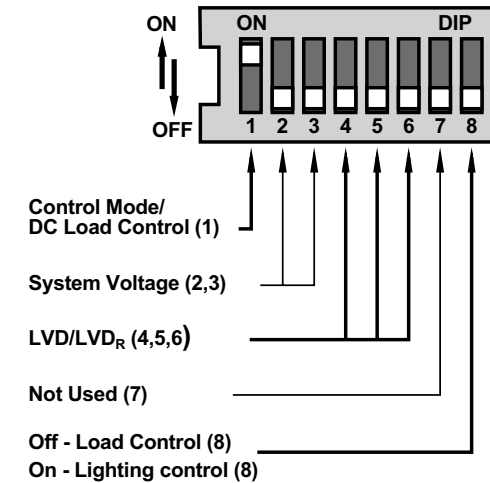 ON
ON DIP
OFF
1 2 3 4 5 6 7 8
Control Mode/
DC Load Control (1)
System Voltage (2,3)
LVD/LVDR (4,5,6)
Not Used (7)
Off - Load Control (8)
On - Lighting control (8)